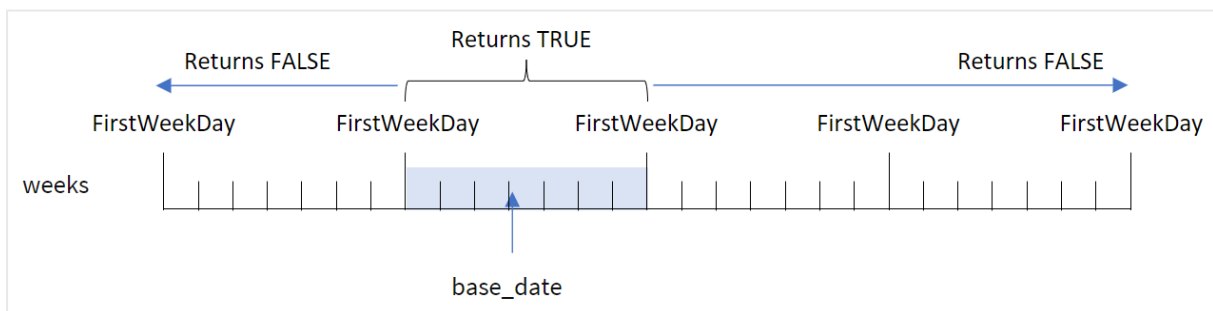 Returns TRUE
Returns FALSE
Returns FALSE
FirstWeekDay FirstWeekDay FirstWeekDay FirstWeekDay FirstWeekDay
weeks
base_date